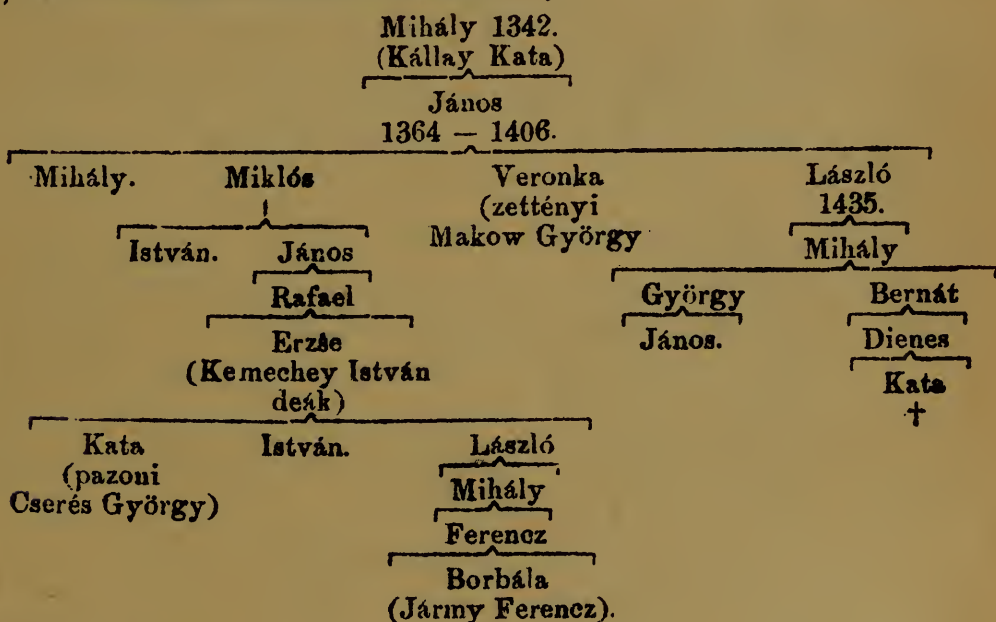 Mihály 1342.
(Kállay Kata)
János
1364 — 1406.
Mihály. Miklós Veronka László
(zettényi 1435.
Makow György
István. János Mihály
Rafael György Bernát
Erzse János. Dienes
(Kemechey István Kata
deák) †
Kata István. László
(pazoni Mihály
Cserés György)
Ferencz
Borbála
(Jármy Ferencz).